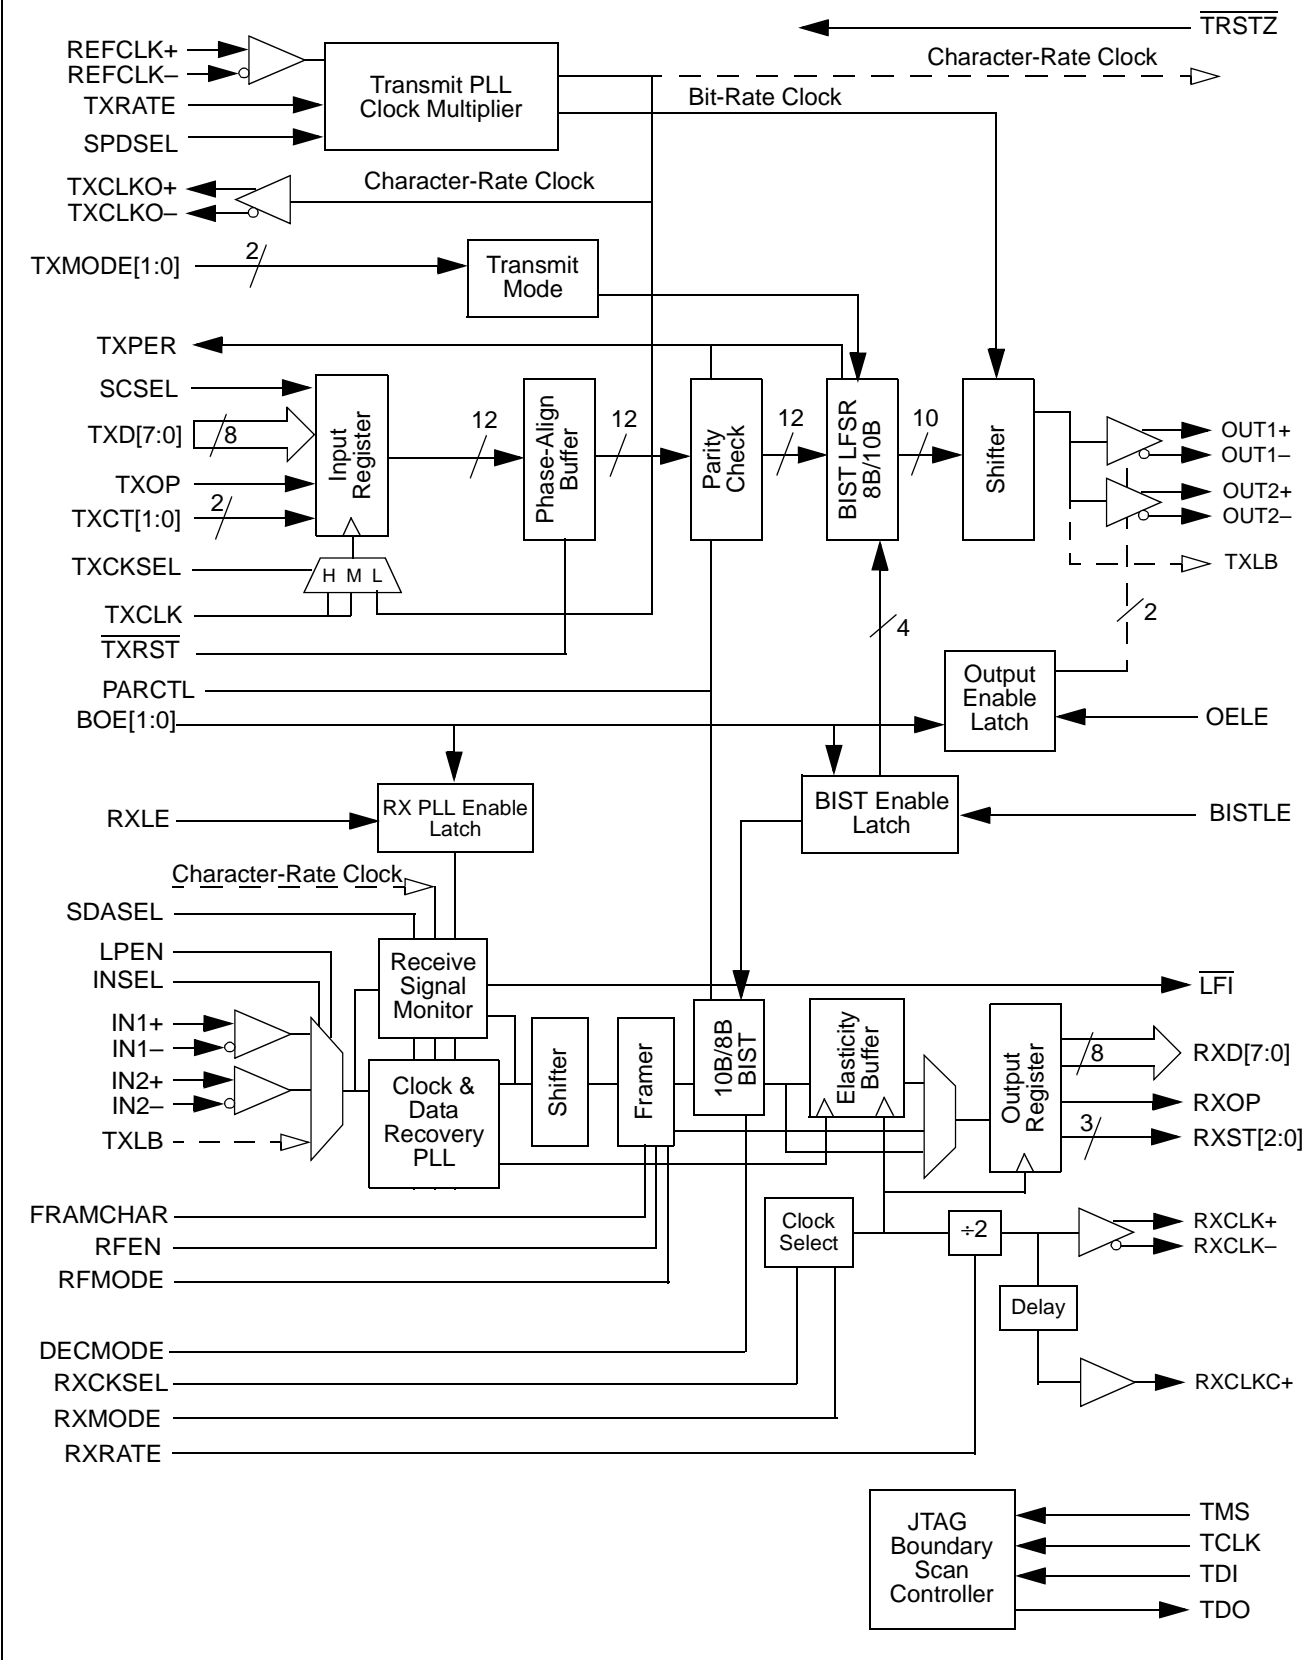 TRSTZ
REFCLK+
REFCLK–
TXRATE
SPDSEL
Transmit PLL
Clock Multiplier
Character-Rate Clock
Bit-Rate Clock
TXCLKO+
TXCLKO–
Character-Rate Clock
TXMODE[1:0]
2
Transmit
Mode
TXPER
SCSEL
TXD[7:0]
8
TXOP
TXCT[1:0]
2
TXCKSEL
H M L
TXCLK
TXRST
PARCTL
BOE[1:0]
Input
Register
12
Phase-Align
Buffer
12
Parity
Check
12
BIST LFSR
8B/10B
10
Shifter
OUT1+
OUT1–
OUT2+
OUT2–
TXLB
2
4
Output
Enable
Latch
OELE
RXLE
RX PLL Enable
Latch
BIST Enable
Latch
BISTLE
Character-Rate Clock
SDASEL
LPEN
INSEL
IN1+
IN1–
IN2+
IN2–
TXLB
Receive
Signal
Monitor
LFI
Clock &
Data
Recovery
PLL
Shifter
Framer
10B/8B
BIST
Elasticity
Buffer
Output
Register
8
RXD[7:0]
RXOP
3
RXST[2:0]
FRAMCHAR
RFEN
RFMODE
Clock
Select
÷2
RXCLK+
RXCLK–
Delay
DECMODE
RXCKSEL
RXCLKC+
RXMODE
RXRATE
JTAG
Boundary
Scan
Controller
TMS
TCLK
TDI
TDO